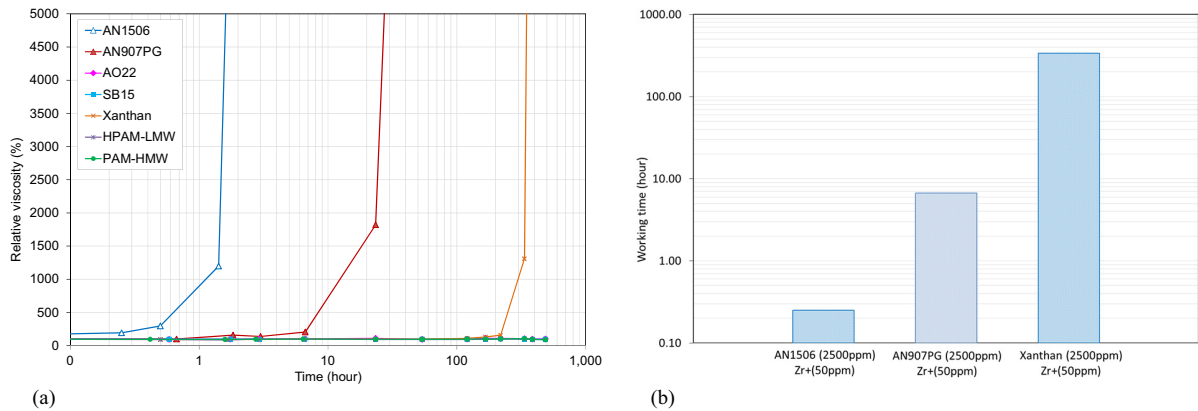 5000
4500
4000
3500
3000
2500
2000
1500
1000
500
0
Relative viscosity (%)
AN1506
AN907PG
AO22
SB15
Xanthan
HPAM-LMW
PAM-HMW
0
1
10
100
1,000
Time (hour)
(a)
1000.00
100.00
10.00
1.00
0.10
Working time (hour)
AN1506 (2500ppm)
Zr+(50ppm)
AN907PG (2500ppm)
Zr+(50ppm)
Xanthan (2500ppm)
Zr+(50ppm)
(b)